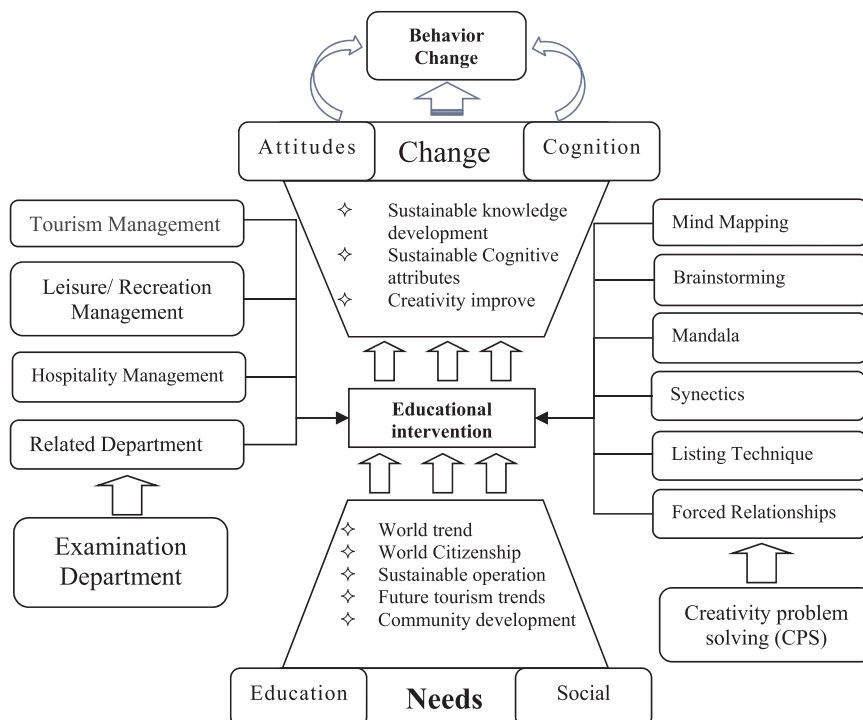 Behavior
Change
Attitudes
Change
Cognition
Sustainable knowledge
development
Sustainable Cognitive
attributes
Creativity improve
Tourism Management
Leisure/ Recreation
Management
Hospitality Management
Related Department
Examination
Department
Educational
intervention
Mind Mapping
Brainstorming
Mandala
Synectics
Listing Technique
Forced Relationships
Creativity problem
solving (CPS)
World trend
World Citizenship
Sustainable operation
Future tourism trends
Community development
Education
Needs
Social